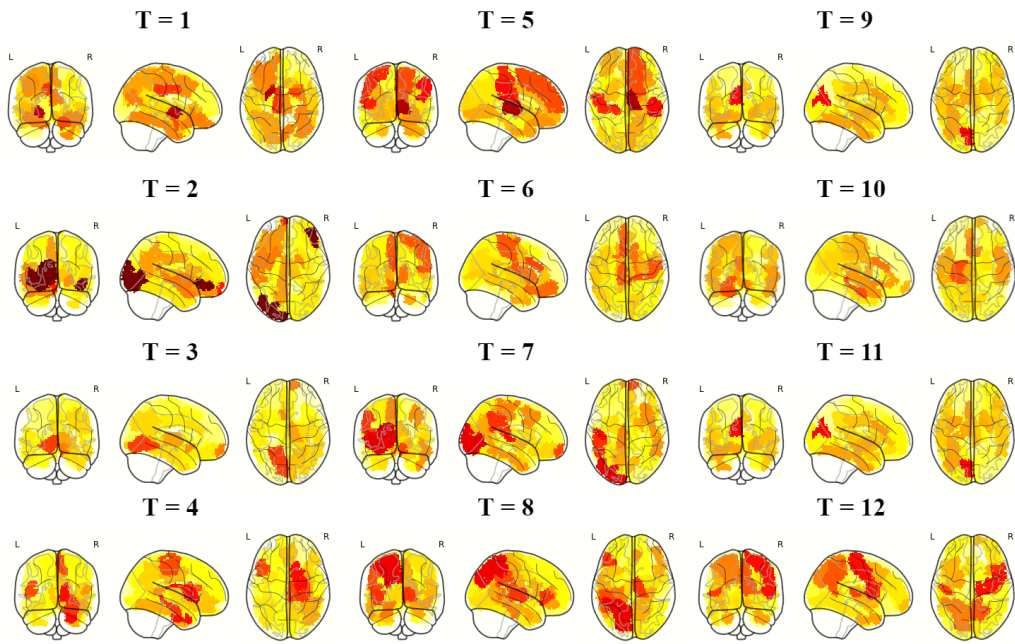 T = 1
T = 5
T = 9
L R
L R
L R
T = 2
T = 6
T = 10
L R
L R
L R
T = 3
T = 7
T = 11
L R
L R
L R
T = 4
T = 8
T = 12
L R
L R
L R